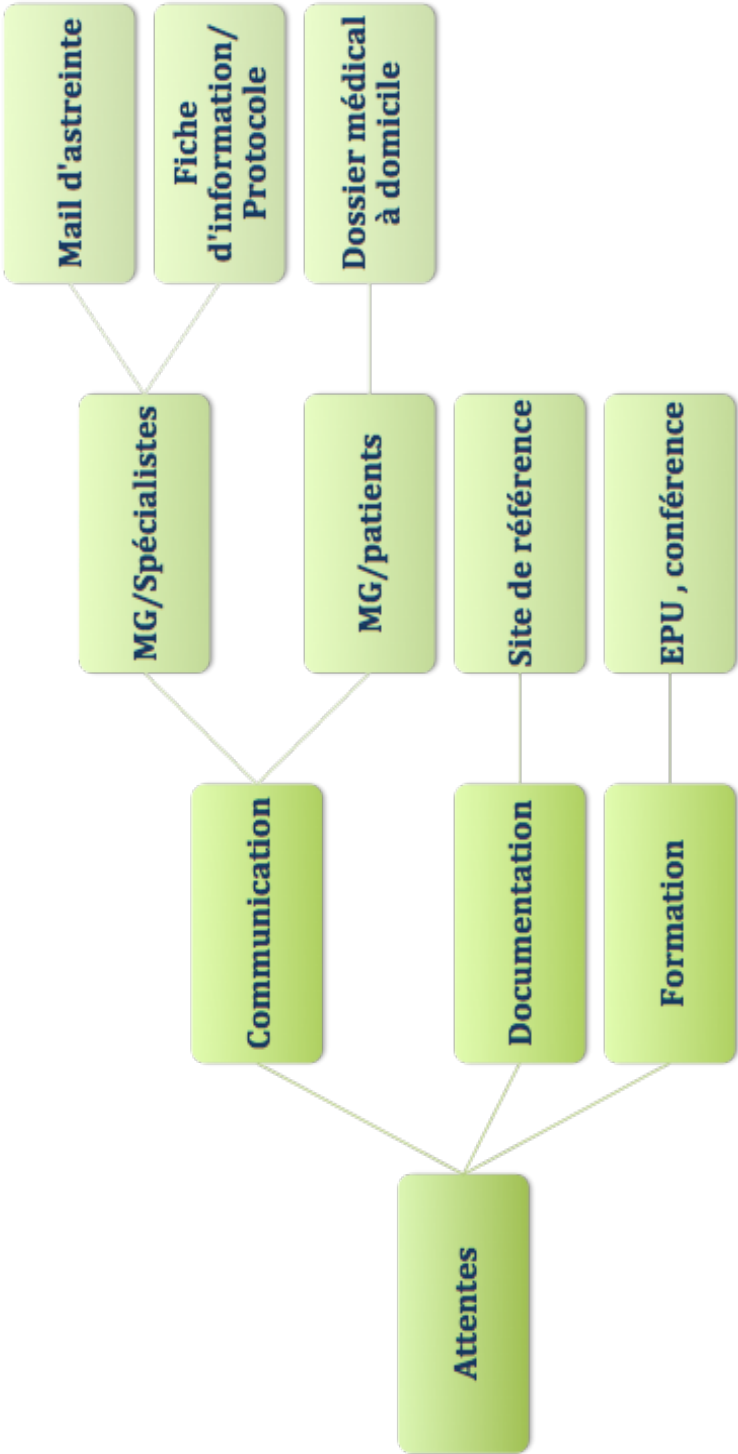 Attentes
Communication
MG/Spécialistes
Mail d'astreinte
Fiche
d'information/
Protocole
MG/patients
Dossier médical
à domicile
Documentation
Site de référence
Formation
EPU , conférence